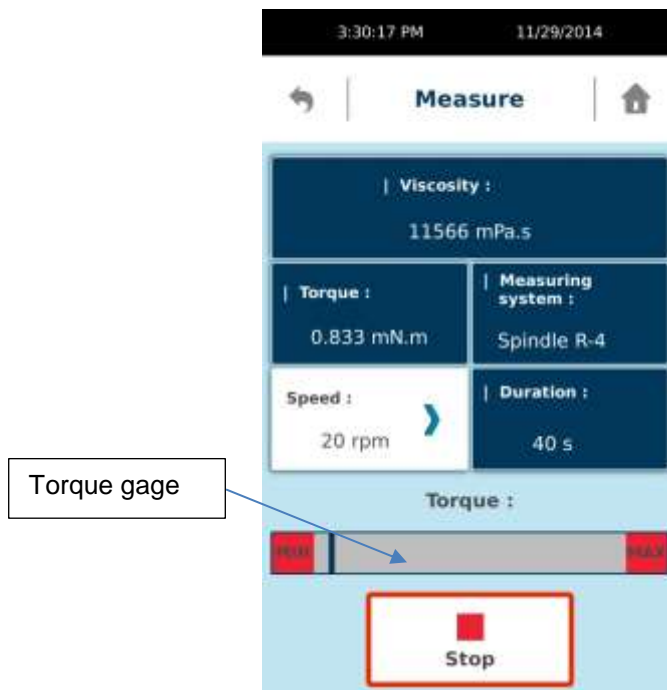 3:30:17 PM 11/29/2014
Measure
| Viscosity :
11566 mPa.s
| Torque :
0.833 mN.m
| Measuring
system :
Spindle R-4
Speed :
20 rpm
| Duration :
40 s
Torque gage
Torque :
MIN MAX
Stop